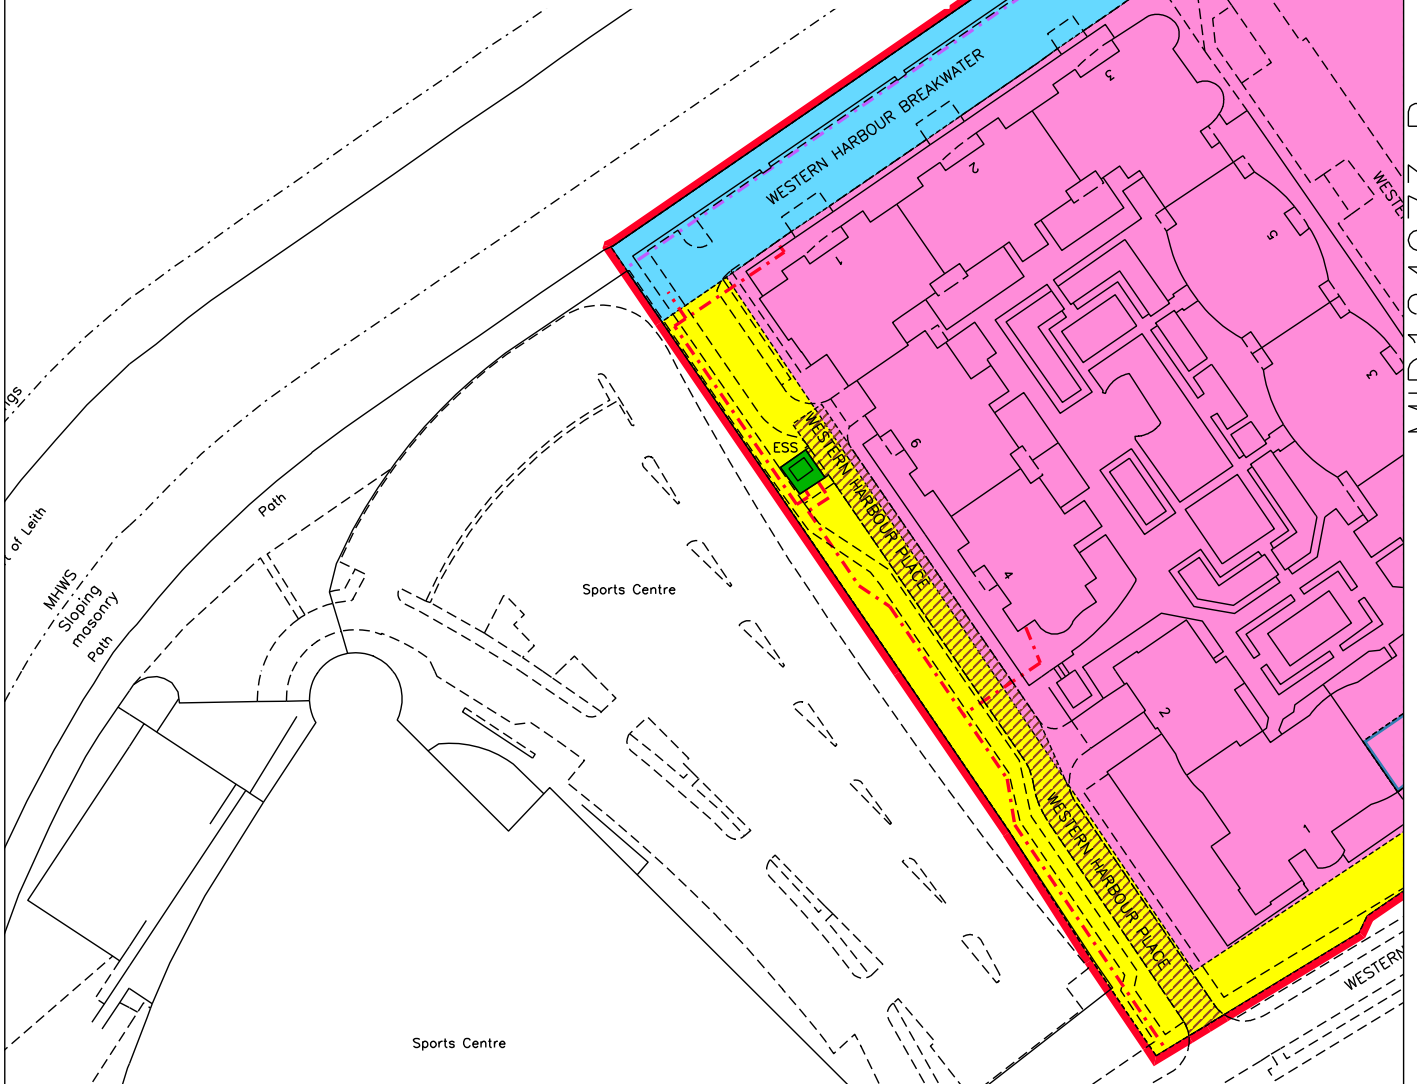 WESTERN HARBOUR BREAKWATER
3
2
1
5
3
6
ESS
WESTERN HARBOUR PLACE
4
2
1
WESTERN HARBOUR PLACE
WESTERN
gs
t of Leith
MHWS
Sloping
masonry
Path
Path
Sports Centre
Sports Centre